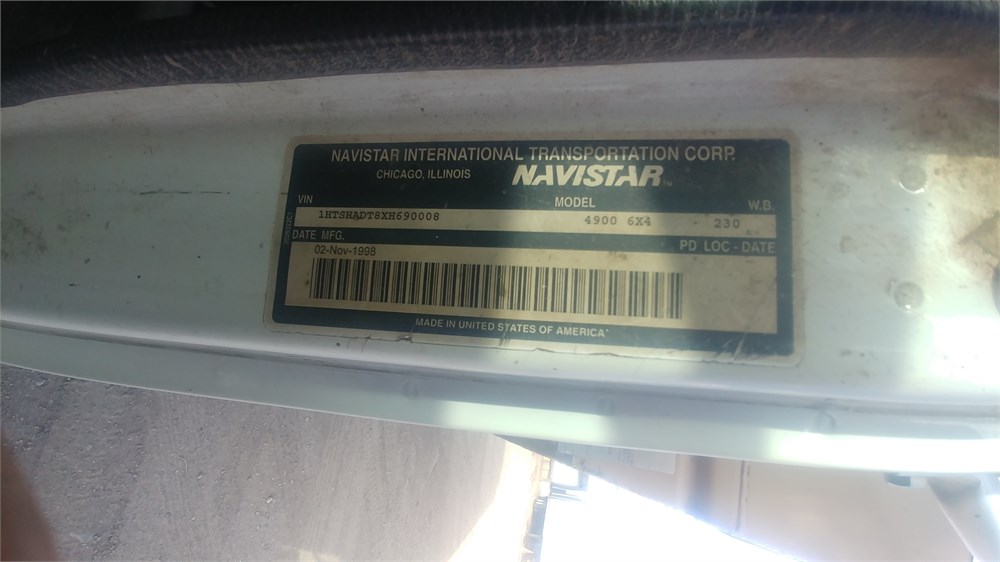 NAVISTAR INTERNATIONAL TRANSPORTATION CORP.
CHICAGO, ILLINOIS NAVISTAR
VIN MODEL W.B.
1HTSHADT8XH690008 4900 6X4 - 230
DATE MFG. PD LOC - DATE
02-Nov-1998
MADE IN UNITED STATES OF AMERICA